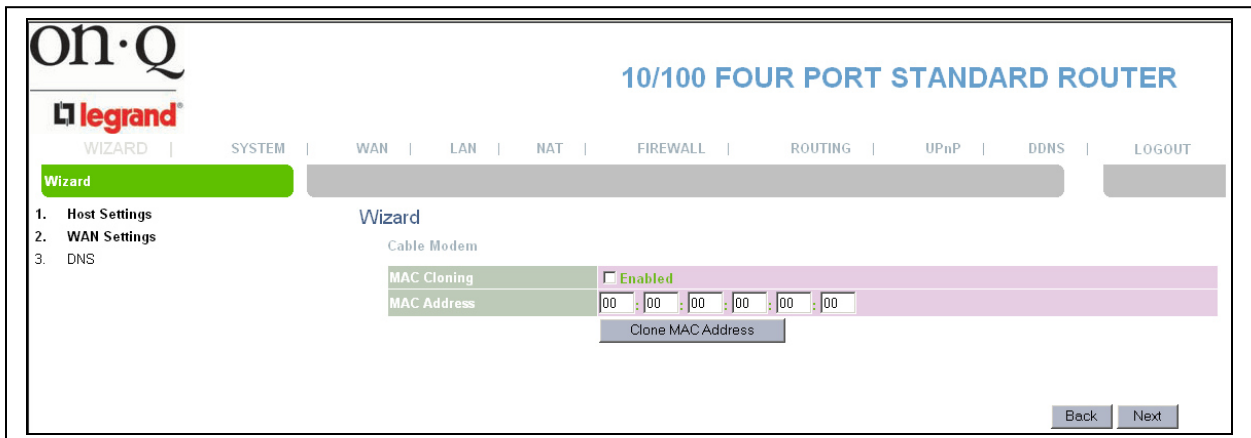 on·Q
legrand®
10/100 FOUR PORT STANDARD ROUTER
WIZARD | SYSTEM | WAN | LAN | NAT | FIREWALL | ROUTING | UPnP | DDNS | LOGOUT
Wizard
1. Host Settings
2. WAN Settings
3. DNS
Wizard
Cable Modem
MAC Cloning Enabled
MAC Address 00 : 00 : 00 : 00 : 00 : 00
Clone MAC Address
Back Next